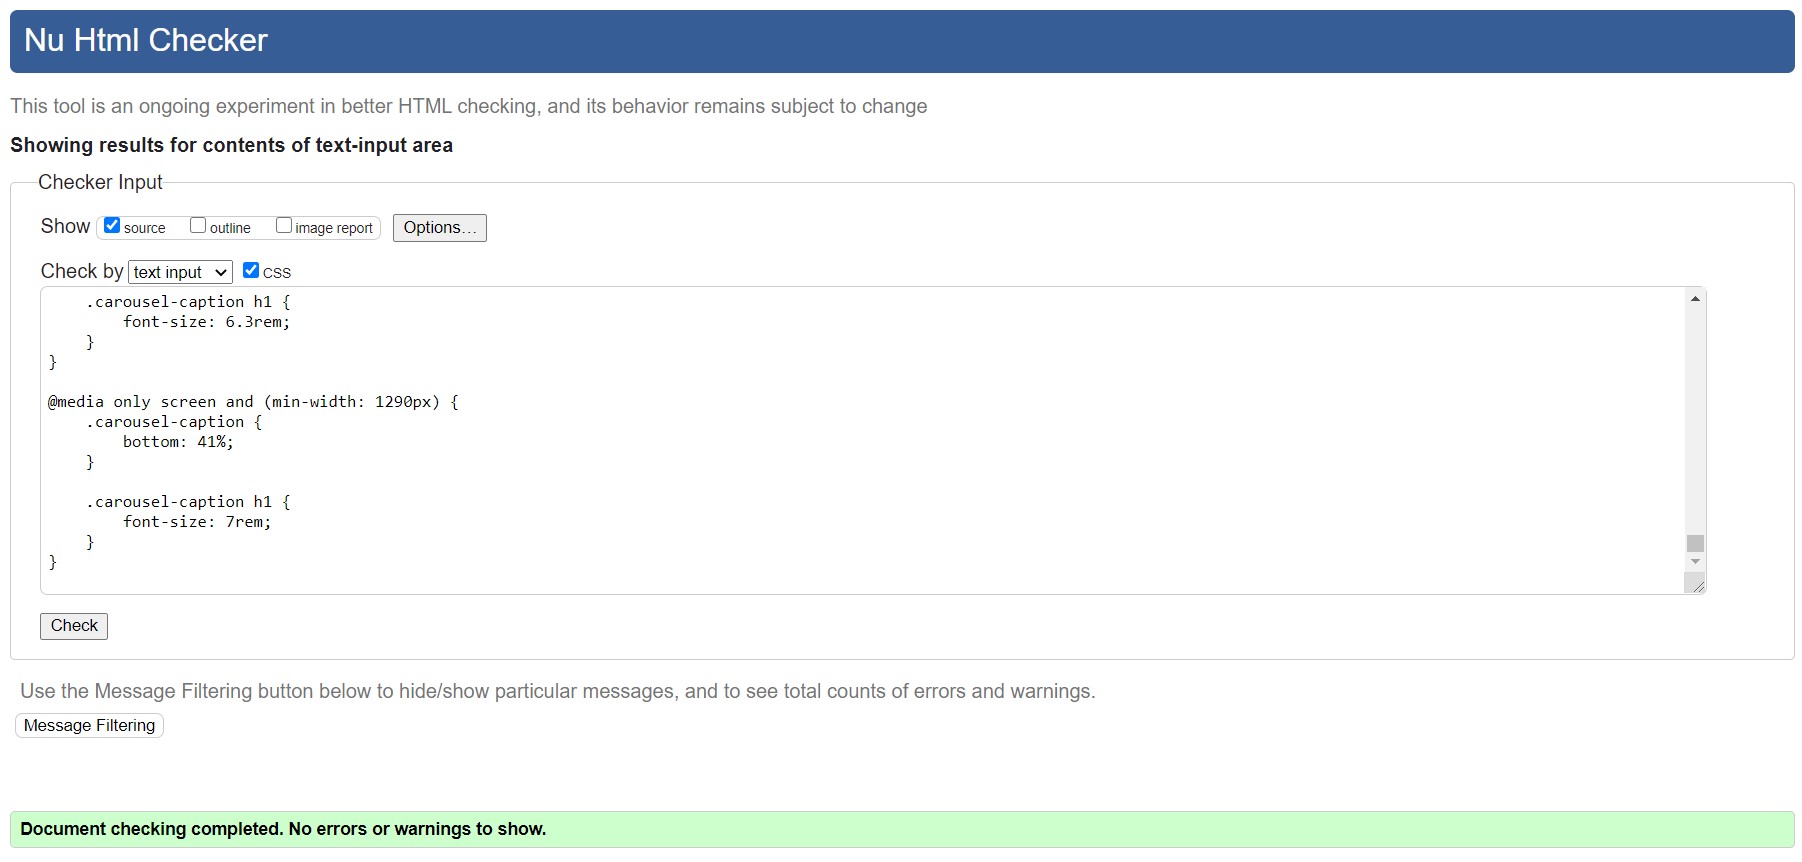 Nu Html Checker
This tool is an ongoing experiment in better HTML checking, and its behavior remains subject to change
Showing results for contents of text-input area
Checker Input
Show source outline image report Options...
Check by text input CSS
.carousel-caption h1 {
font-size: 6.3rem;
}
}
@media only screen and (min-width: 1290px) {
.carousel-caption {
bottom: 41%;
}
.carousel-caption h1 {
font-size: 7rem;
}
}
Check
Use the Message Filtering button below to hide/show particular messages, and to see total counts of errors and warnings.
Message Filtering
Document checking completed. No errors or warnings to show.